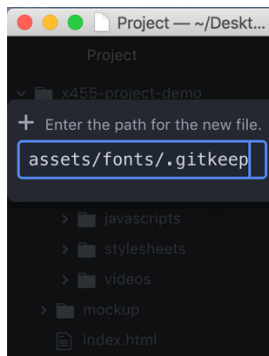 Project — ~/Deskt...
Project
x455-project-demo
Enter the path for the new file.
assets/fonts/.gitkeep
javascripts
stylesheets
videos
mockup
index.html